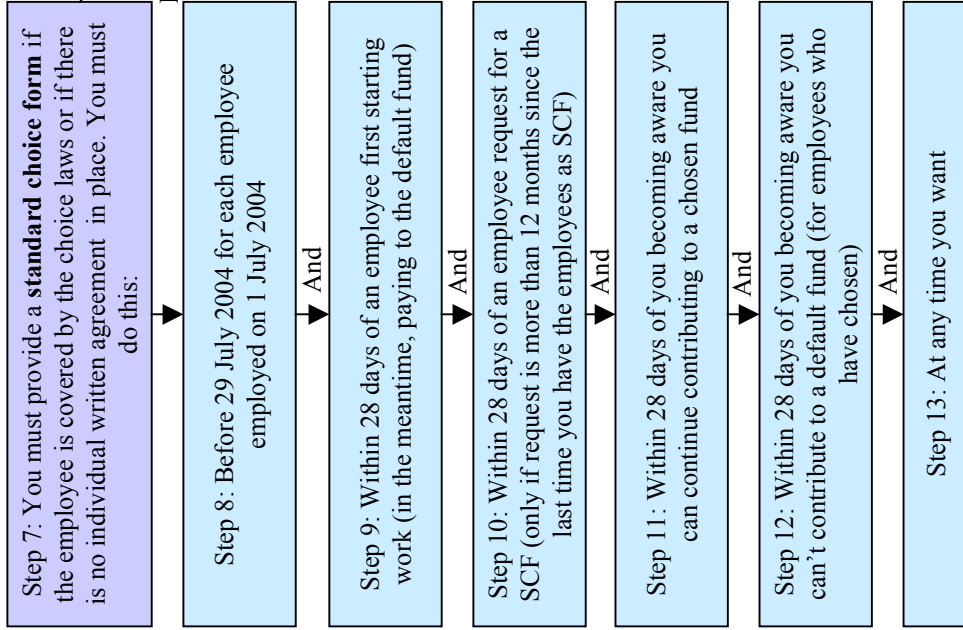 Step 7: You must provide a standard choice form if
the employee is covered by the choice laws or if there
is no individual written agreement in place. You must
do this:
Step 8: Before 29 July 2004 for each employee
employed on 1 July 2004
And
Step 9: Within 28 days of an employee first starting
work (in the meantime, paying to the default fund)
And
Step 10: Within 28 days of an employee request for a
SCF (only if request is more than 12 months since the
last time you have the employees as SCF)
And
Step 11: Within 28 days of you becoming aware you
can continue contributing to a chosen fund
And
Step 12: Within 28 days of you becoming aware you
can't contribute to a default fund (for employees who
have chosen)
And
Step 13: At any time you want